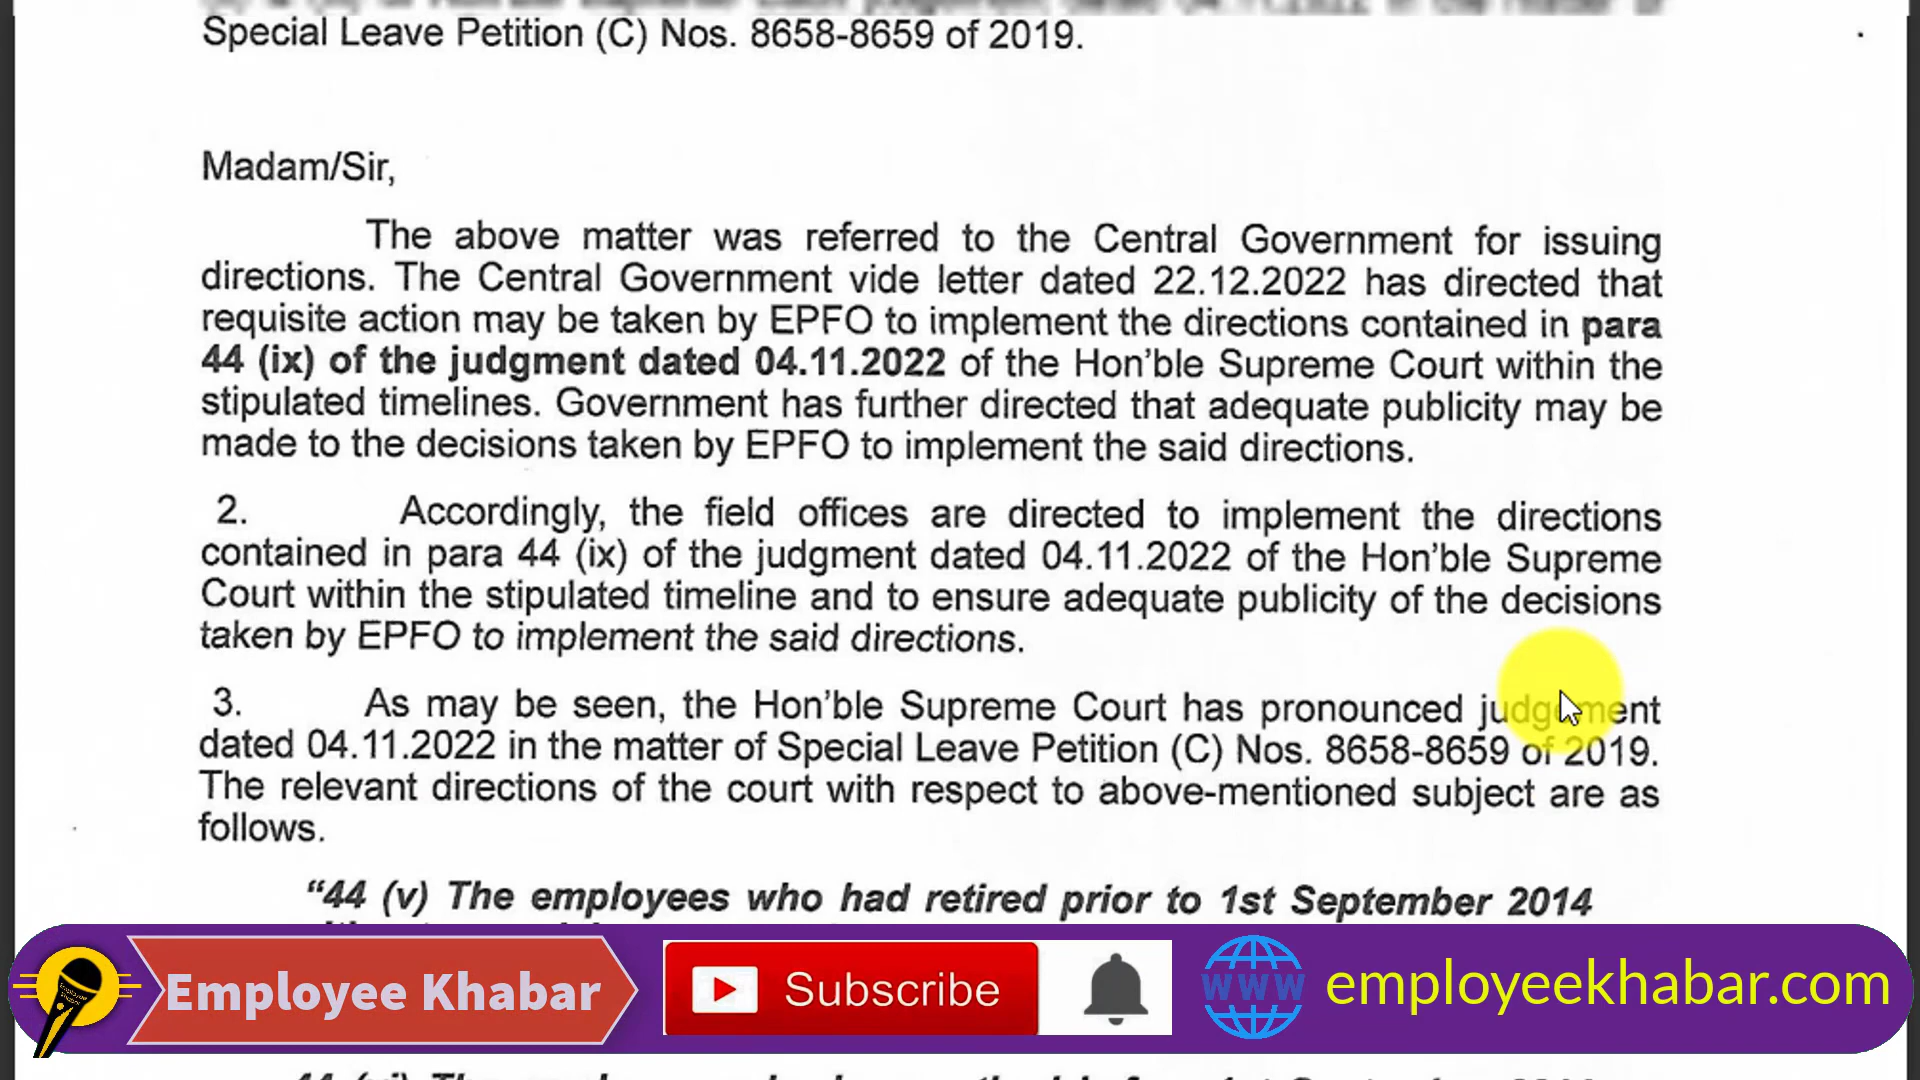 Special Leave Petition (C) Nos. 8658-8659 of 2019.
Madam/Sir,
The above matter was referred to the Central Government for issuing
directions. The Central Government vide letter dated 22.12.2022 has directed that
requisite action may be taken by EPFO to implement the directions contained in para
44 (ix) of the judgment dated 04.11.2022 of the Hon'ble Supreme Court within the
stipulated timelines. Government has further directed that adequate publicity may be
made to the decisions taken by EPFO to implement the said directions.
2. Accordingly, the field offices are directed to implement the directions
contained in para 44 (ix) of the judgment dated 04.11.2022 of the Hon'ble Supreme
Court within the stipulated timeline and to ensure adequate publicity of the decisions
taken by EPFO to implement the said directions.
3. As may be seen, the Hon'ble Supreme Court has pronounced judgement
dated 04.11.2022 in the matter of Special Leave Petition (C) Nos. 8658-8659 of 2019.
The relevant directions of the court with respect to above-mentioned subject are as
follows.
“44 (v) The employees who had retired prior to 1st September 2014
Employee Khabar
Subscribe
www
employeekhabar.com